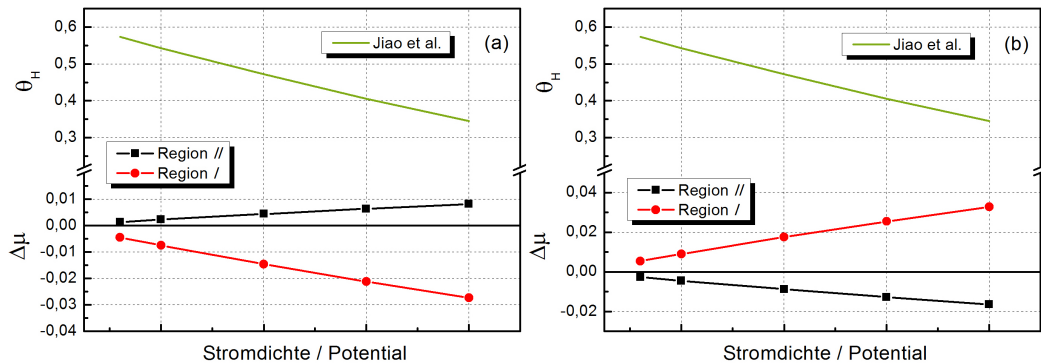 0,6
0,5
0,4
0,3
θH
Jiao et al.
(a)
Region //
Region /
0,01
0,00
-0,01
-0,02
-0,03
-0,04
Δμ
Stromdichte / Potential
0,6
0,5
0,4
0,3
θH
Jiao et al.
(b)
Region //
Region /
0,04
0,02
0,00
-0,02
Δμ
Stromdichte / Potential